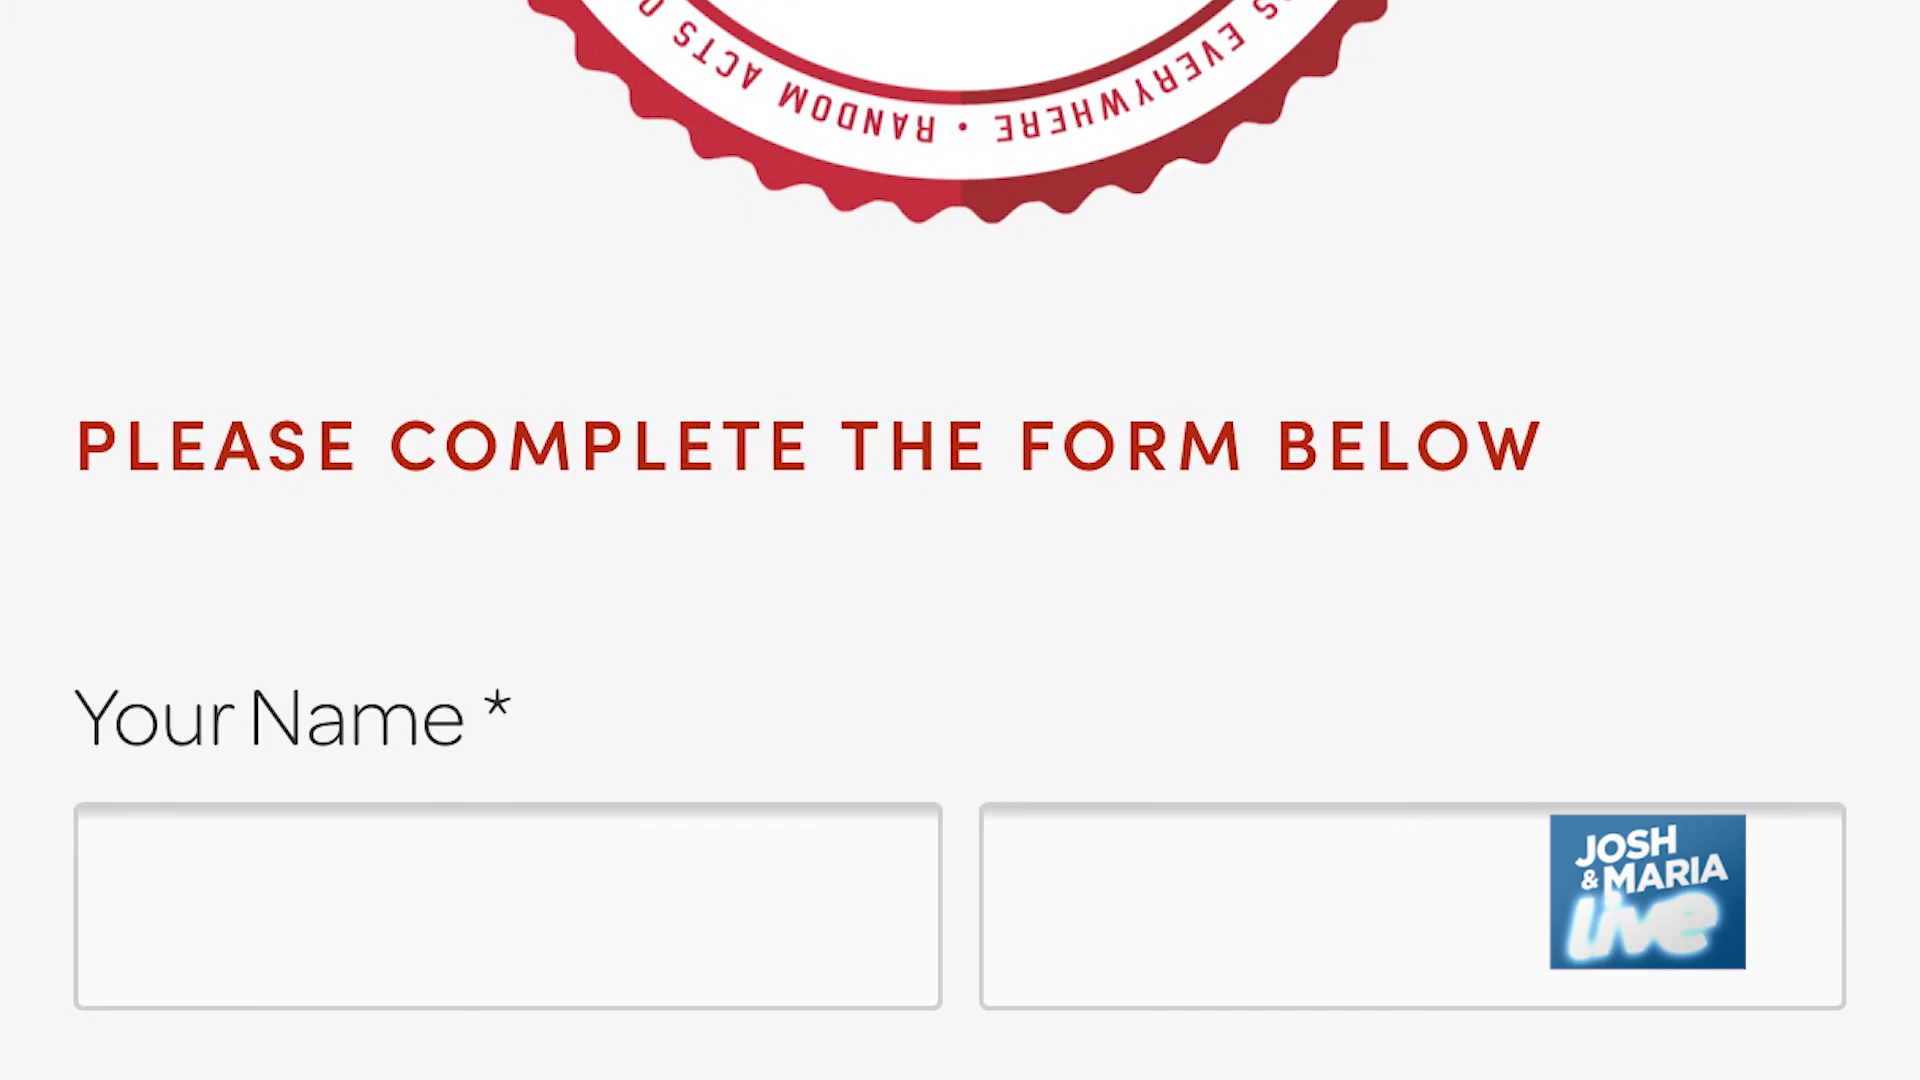 RANDOM ACTS
EVERYWHERE •
PLEASE COMPLETE THE FORM BELOW
Your Name *
JOSH
& MARIA
Live